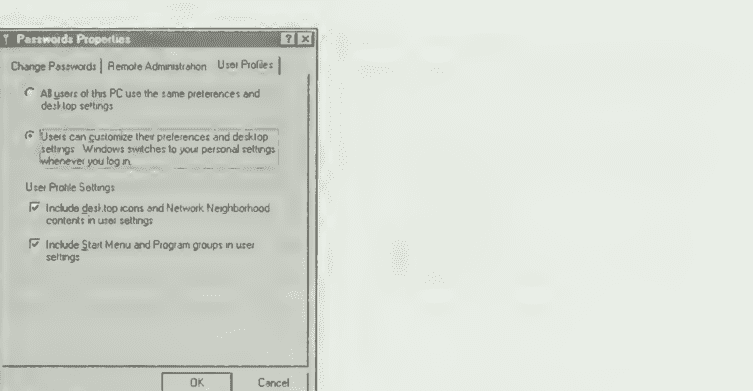 Passwords Properties ? X
Change Passwords Remote Administration User Profiles
All users of this PC use the same preferences and
desktop settings
Users can customize their preferences and desktop
settings. Windows switches to your personal settings
whenever you log in.
User Profile Settings
Include desktop icons and Network Neighborhood
contents in user settings
Include Start Menu and Program groups in user
settings
OK Cancel